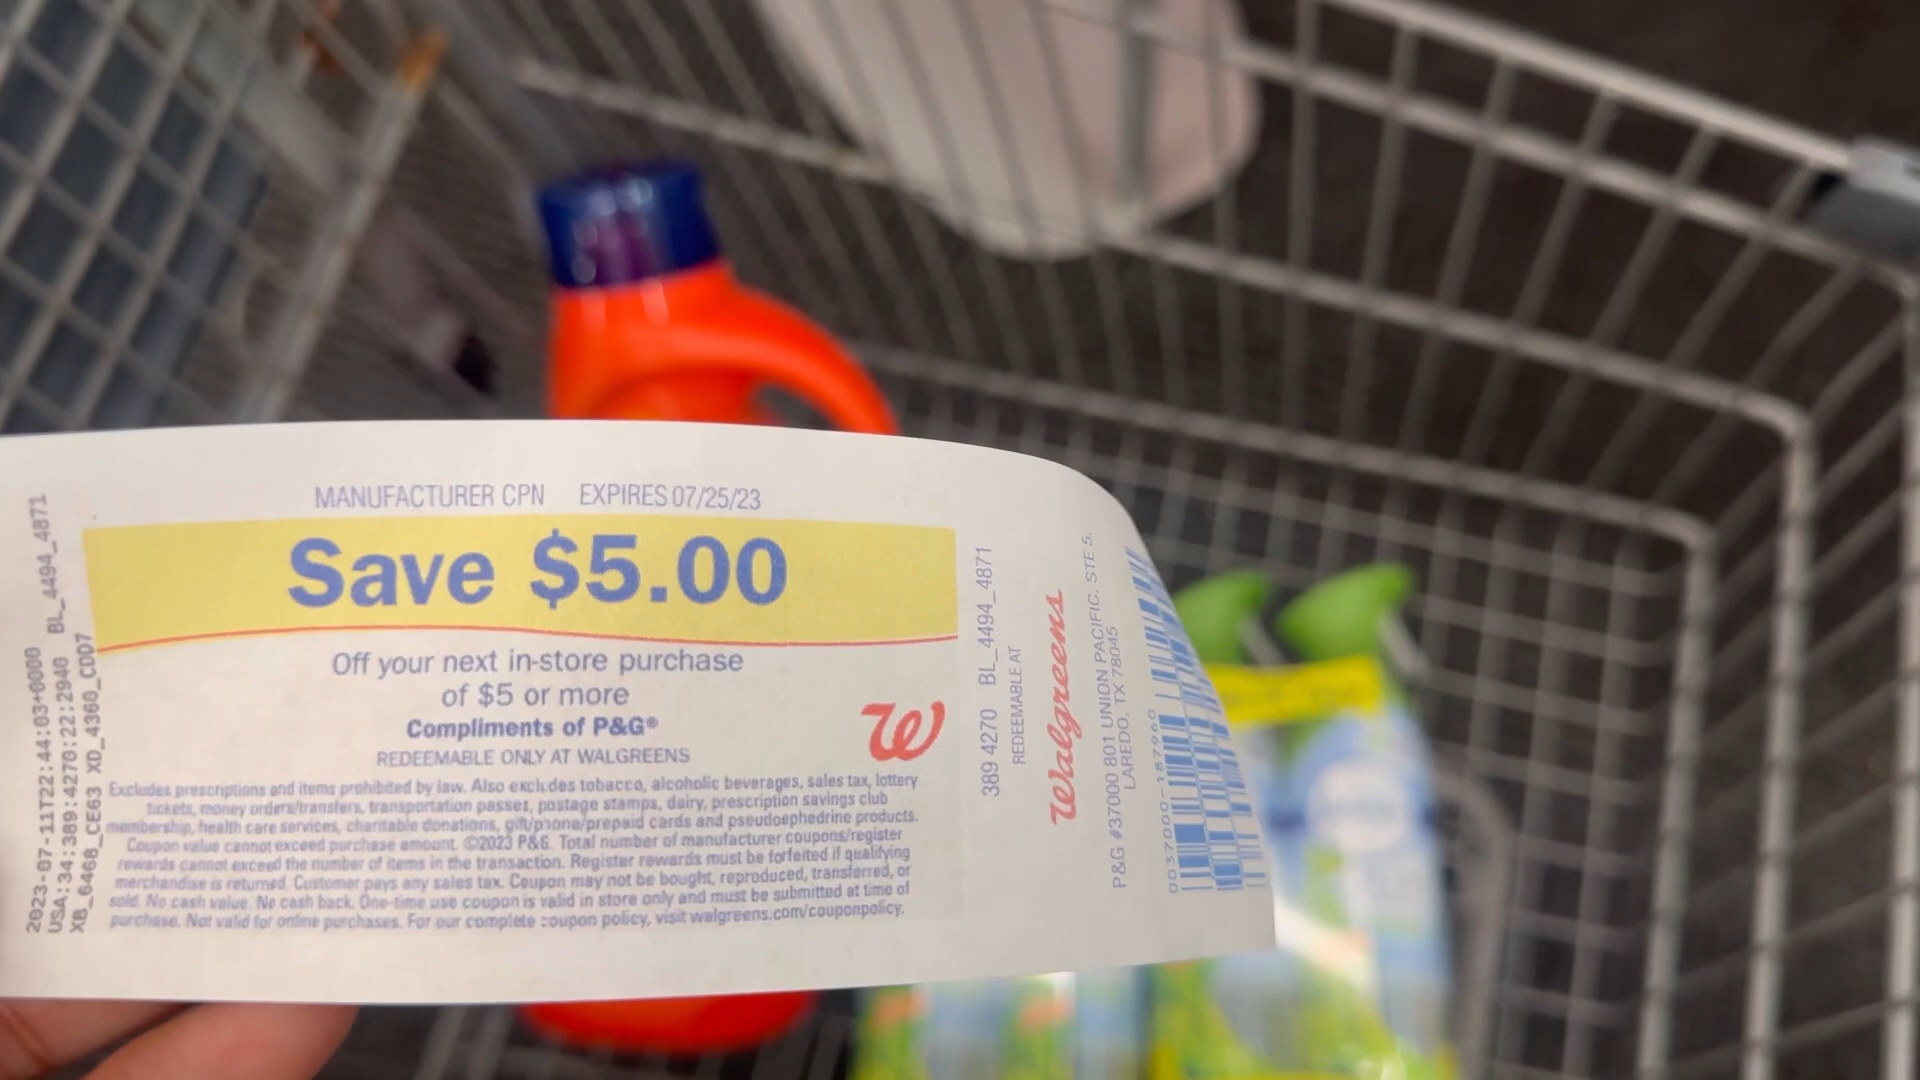 2023-07-11T22:44:03+0000 BL_4494_4871
USA:34:389:4270:22:2940
XB_6468_CE63 XD_4360_CDD7
MANUFACTURER CPN EXPIRES 07/25/23
Save $5.00
Off your next in-store purchase
of $5 or more
Compliments of P&G®
REDEEMABLE ONLY AT WALGREENS
W
Excludes prescriptions and items prohibited by law. Also excludes tobacco, alcoholic beverages, sales tax, lottery
tickets, money orders/transfers, transportation passes, postage stamps, dairy, prescription savings club
membership, health care services, charitable donations, gift/phone/prepaid cards and pseudoephedrine products.
Coupon value cannot exceed purchase amount. ©2023 P&G. Total number of manufacturer coupons/register
rewards cannot exceed the number of items in the transaction. Register rewards must be forfeited if qualifying
merchandise is returned. Customer pays any sales tax. Coupon may not be bought, reproduced, transferred, or
sold. No cash value. No cash back. One-time use coupon is valid in store only and must be submitted at time of
purchase. Not valid for online purchases. For our complete coupon policy, visit walgreens.com/couponpolicy.
389 4270 BL_4494_4871
REDEEMABLE AT
Walgreens
P&G #37000 801 UNION PACIFIC, STE 5,
LAREDO, TX 78045
0037000-187960